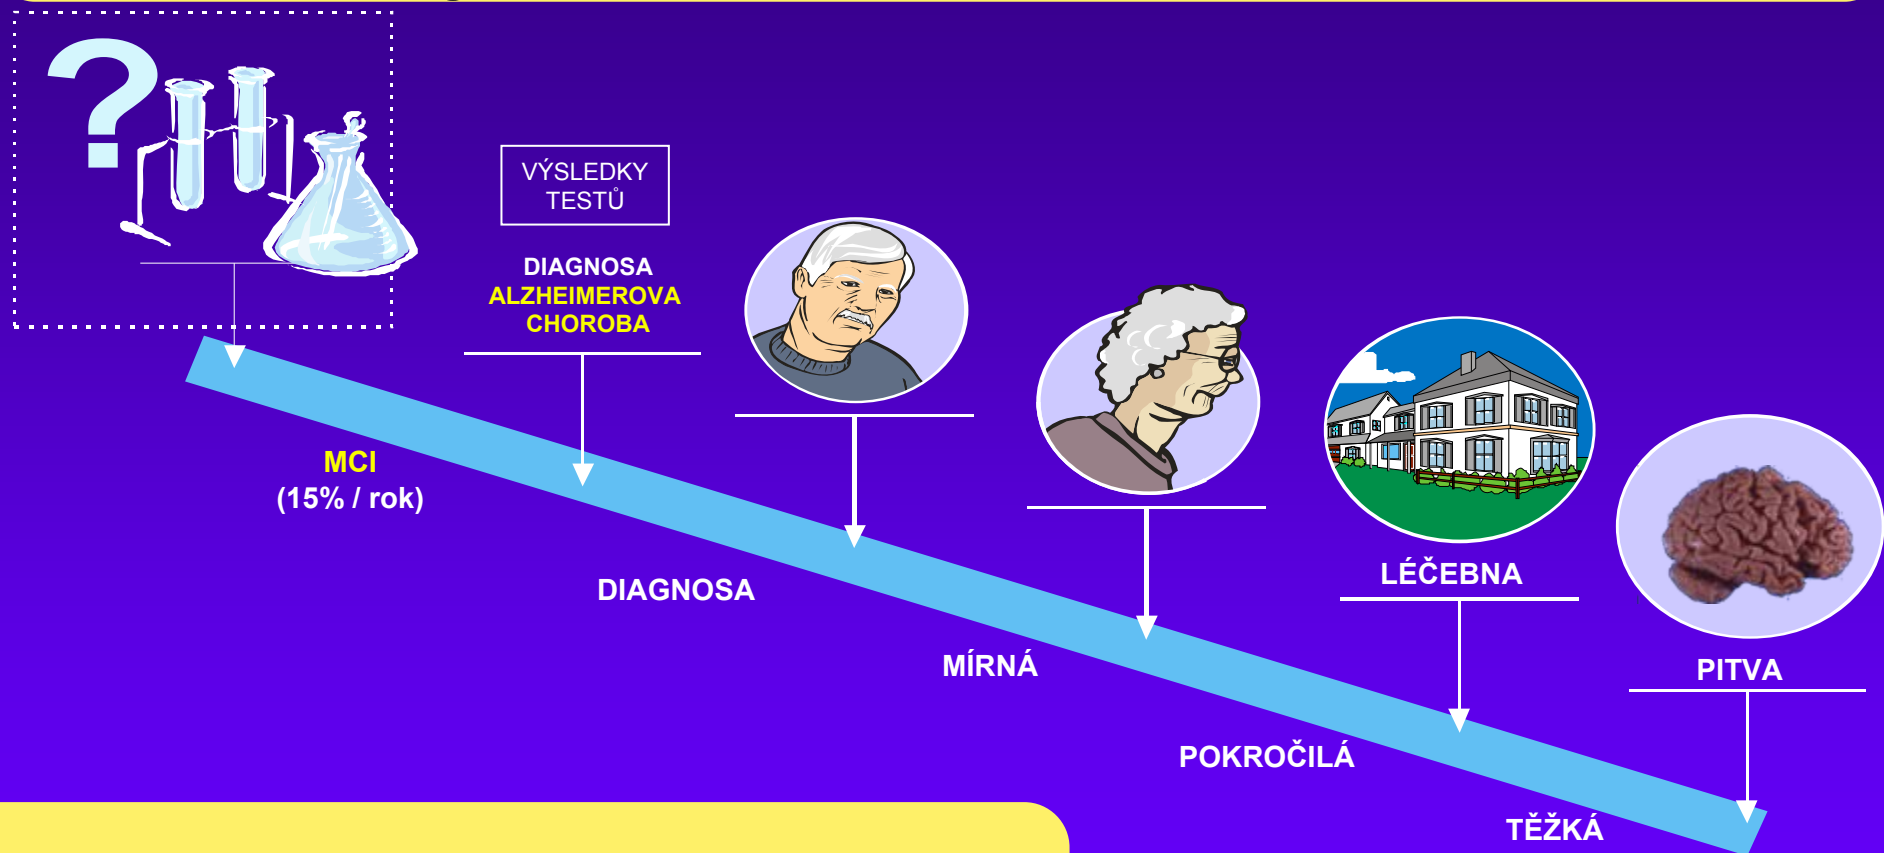 ?
VÝSLEDKY
TESTŮ
DIAGNOSA
ALZHEIMEROVA
CHOROBA
MCI
(15% / rok)
DIAGNOSA
MÍRNÁ
POKROČILÁ
TĚŽKÁ
LÉČEBNA
PITVA